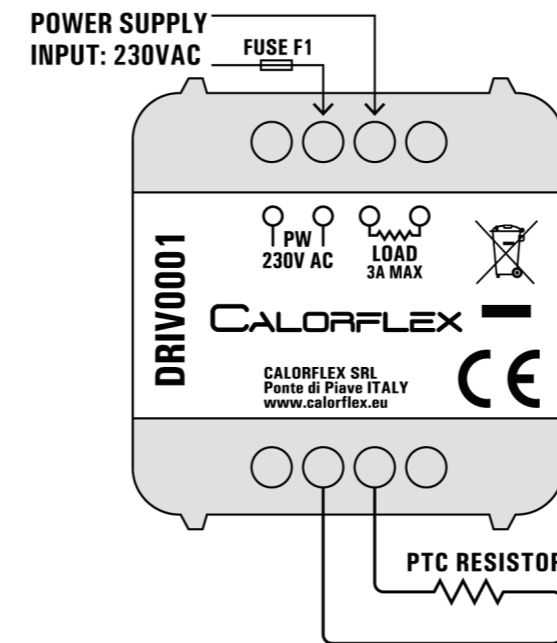 POWER SUPPLY
INPUT: 230VAC
FUSE F1
PW
230V AC
LOAD
3A MAX
DRIV0001
CALORFLEX
CALORFLEX SRL
Ponte di Piave ITALY
www.calorflex.eu
CE
PTC RESISTOR